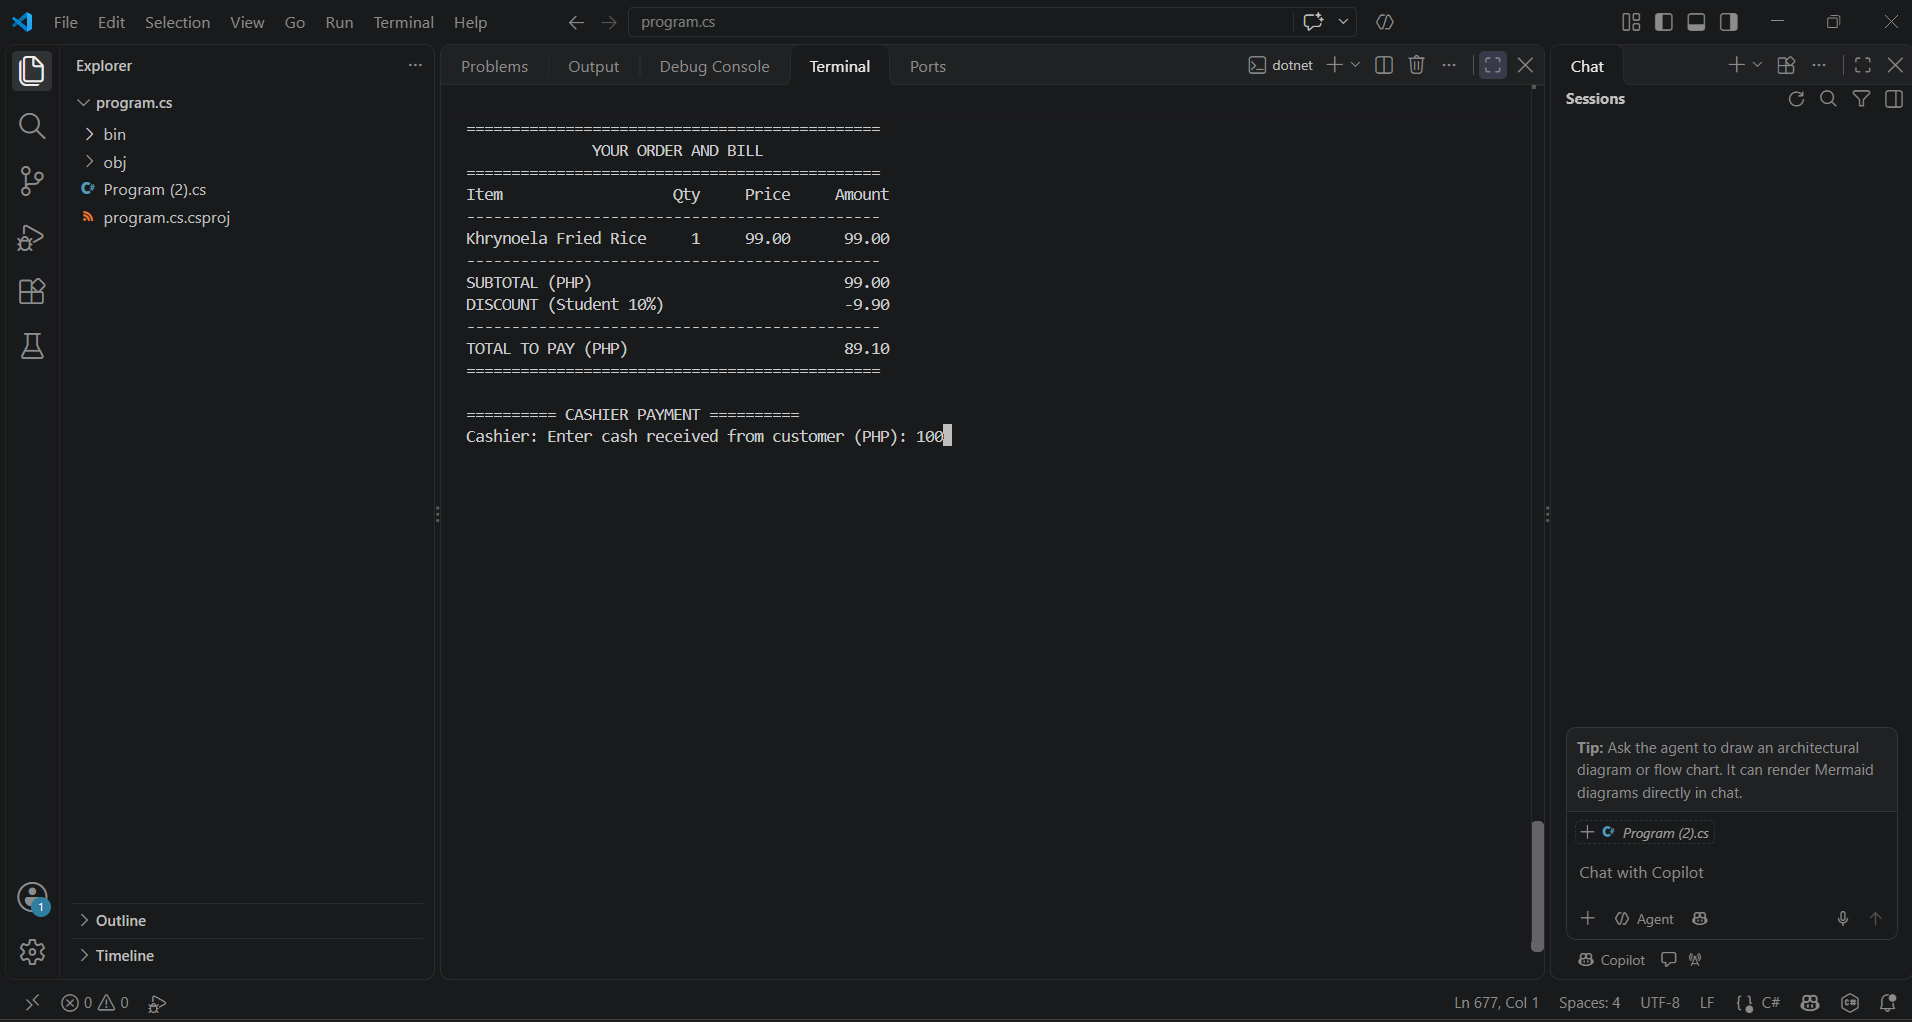 File Edit Selection View Go Run Terminal Help
program.cs
Explorer
program.cs
bin
obj
Program (2).cs
program.cs.csproj
Outline
Timeline
Problems Output Debug Console Terminal Ports
dotnet
==============================================
YOUR ORDER AND BILL
==============================================
Item Qty Price Amount
----------------------------------------------
Khrynoela Fried Rice 1 99.00 99.00
----------------------------------------------
SUBTOTAL (PHP) 99.00
DISCOUNT (Student 10%) -9.90
----------------------------------------------
TOTAL TO PAY (PHP) 89.10
==============================================
========== CASHIER PAYMENT ==========
Cashier: Enter cash received from customer (PHP): 100
Chat
Sessions
Tip: Ask the agent to draw an architectural
diagram or flow chart. It can render Mermaid
diagrams directly in chat.
Program (2).cs
Chat with Copilot
Agent
Copilot
1
0 0
Ln 677, Col 1 Spaces: 4 UTF-8 LF C#